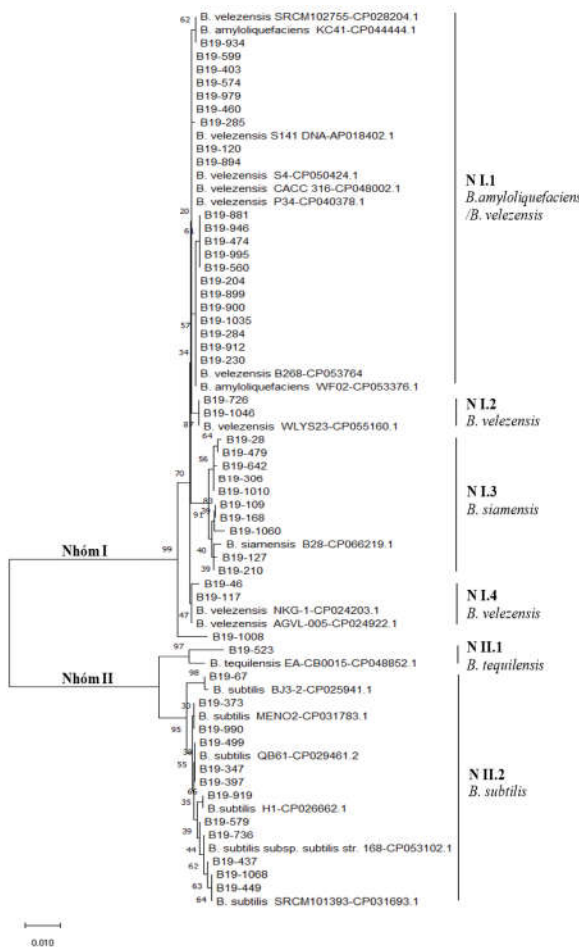 62
B. velezensis SRCM102755-CP028204.1
B. amyloliquefaciens KC41-CP044444.1
B19-934
B19-599
B19-403
B19-574
B19-979
B19-460
B19-285
B. velezensis S141 DNA-AP018402.1
B19-120
B19-894
B. velezensis S4-CP050424.1
B. velezensis CACC 316-CP048002.1
B. velezensis P34-CP040378.1
N I.1
B.amyloliquefaciens
/B. velezensis
20
B19-881
61
B19-946
B19-474
B19-995
B19-560
B19-204
B19-899
B19-900
57
B19-1035
B19-284
34
B19-912
B19-230
B. velezensis B268-CP053764
B. amyloliquefaciens WF02-CP053376.1
B19-726
B19-1046
87
B. velezensis WLYS23-CP055160.1
N I.2
B. velezensis
64
B19-28
B19-479
56
B19-642
70
B19-306
B19-1010
B19-109
91
B19-168
B19-1060
40
B. siamensis B28-CP066219.1
B19-127
39
B19-210
N I.3
B. siamensis
99
Nhóm I
B19-46
B19-117
47
B. velezensis NKG-1-CP024203.1
B. velezensis AGVL-005-CP024922.1
N I.4
B. velezensis
B19-1008
97
B19-523
B. tequilensis EA-CB0015-CP048852.1
N II.1
B. tequilensis
Nhóm II
98
B19-67
B. subtilis BJ3-2-CP025941.1
B19-373
B. subtilis MENO2-CP031783.1
95
B19-990
B19-499
B. subtilis QB61-CP029461.2
55
B19-347
B19-397
B19-919
35
B.subtilis H1-CP026662.1
B19-579
39
B19-736
44
B. subtilis subsp. subtilis str. 168-CP053102.1
B19-437
62
B19-1068
63
B19-449
64
B. subtilis SRCM101393-CP031693.1
N II.2
B. subtilis
0.010